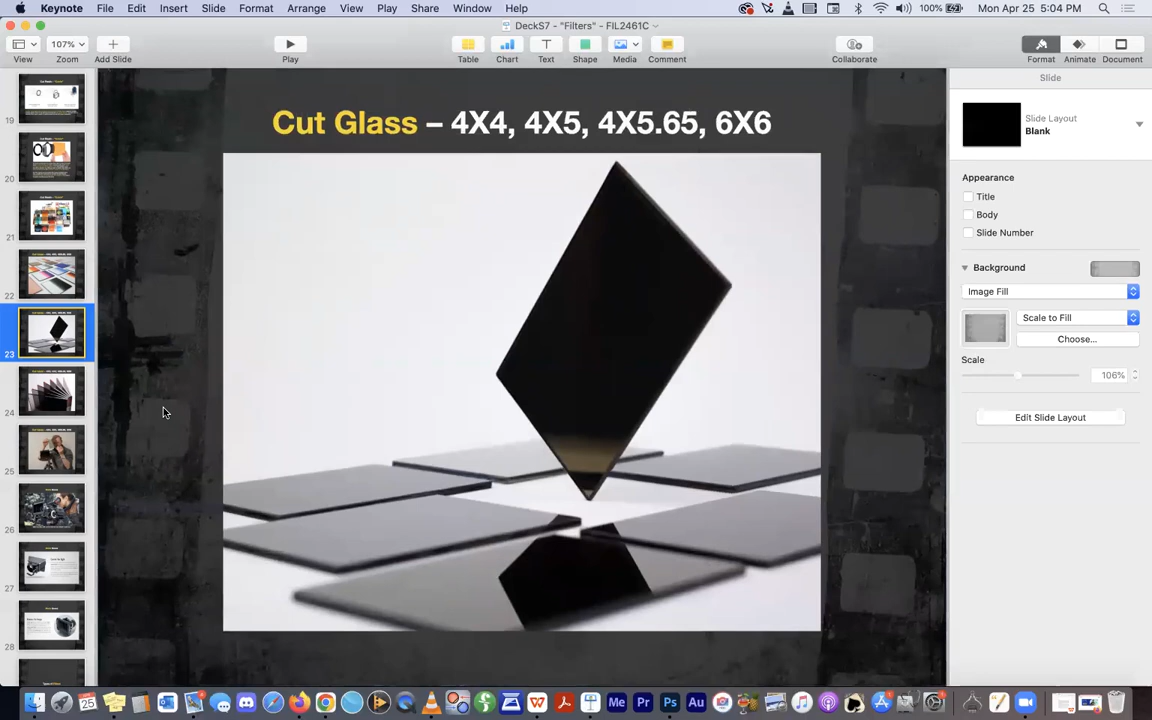 Keynote File Edit Insert Slide Format Arrange View Play Share Window Help
100% Mon Apr 25 5:04 PM
DeckS7 - "Filters" - FIL2461C
107%
View Zoom Add Slide Play Table Chart Text Shape Media Comment Collaborate Format Animate Document
Slide
19
20
21
22
23
24
25
26
27
28
Cut Glass – 4X4, 4X5, 4X5.65, 6X6
Slide Layout
Blank
Appearance
Title
Body
Slide Number
Background
Image Fill
Scale to Fill
Choose...
Scale
106%
Edit Slide Layout